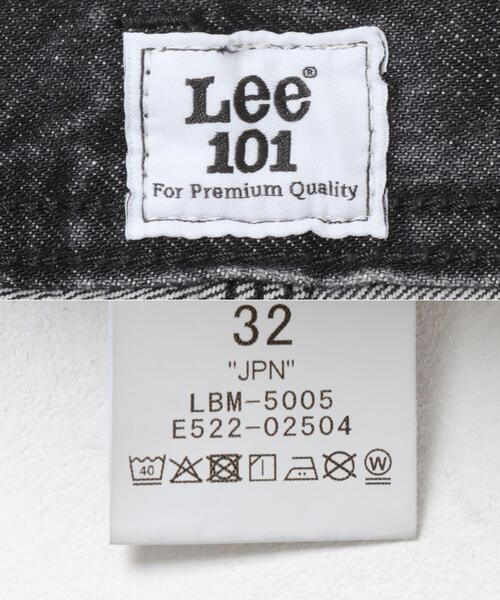 Lee®
101
For Premium Quality
32
"JPN"
LBM-5005
E522-02504
40
W